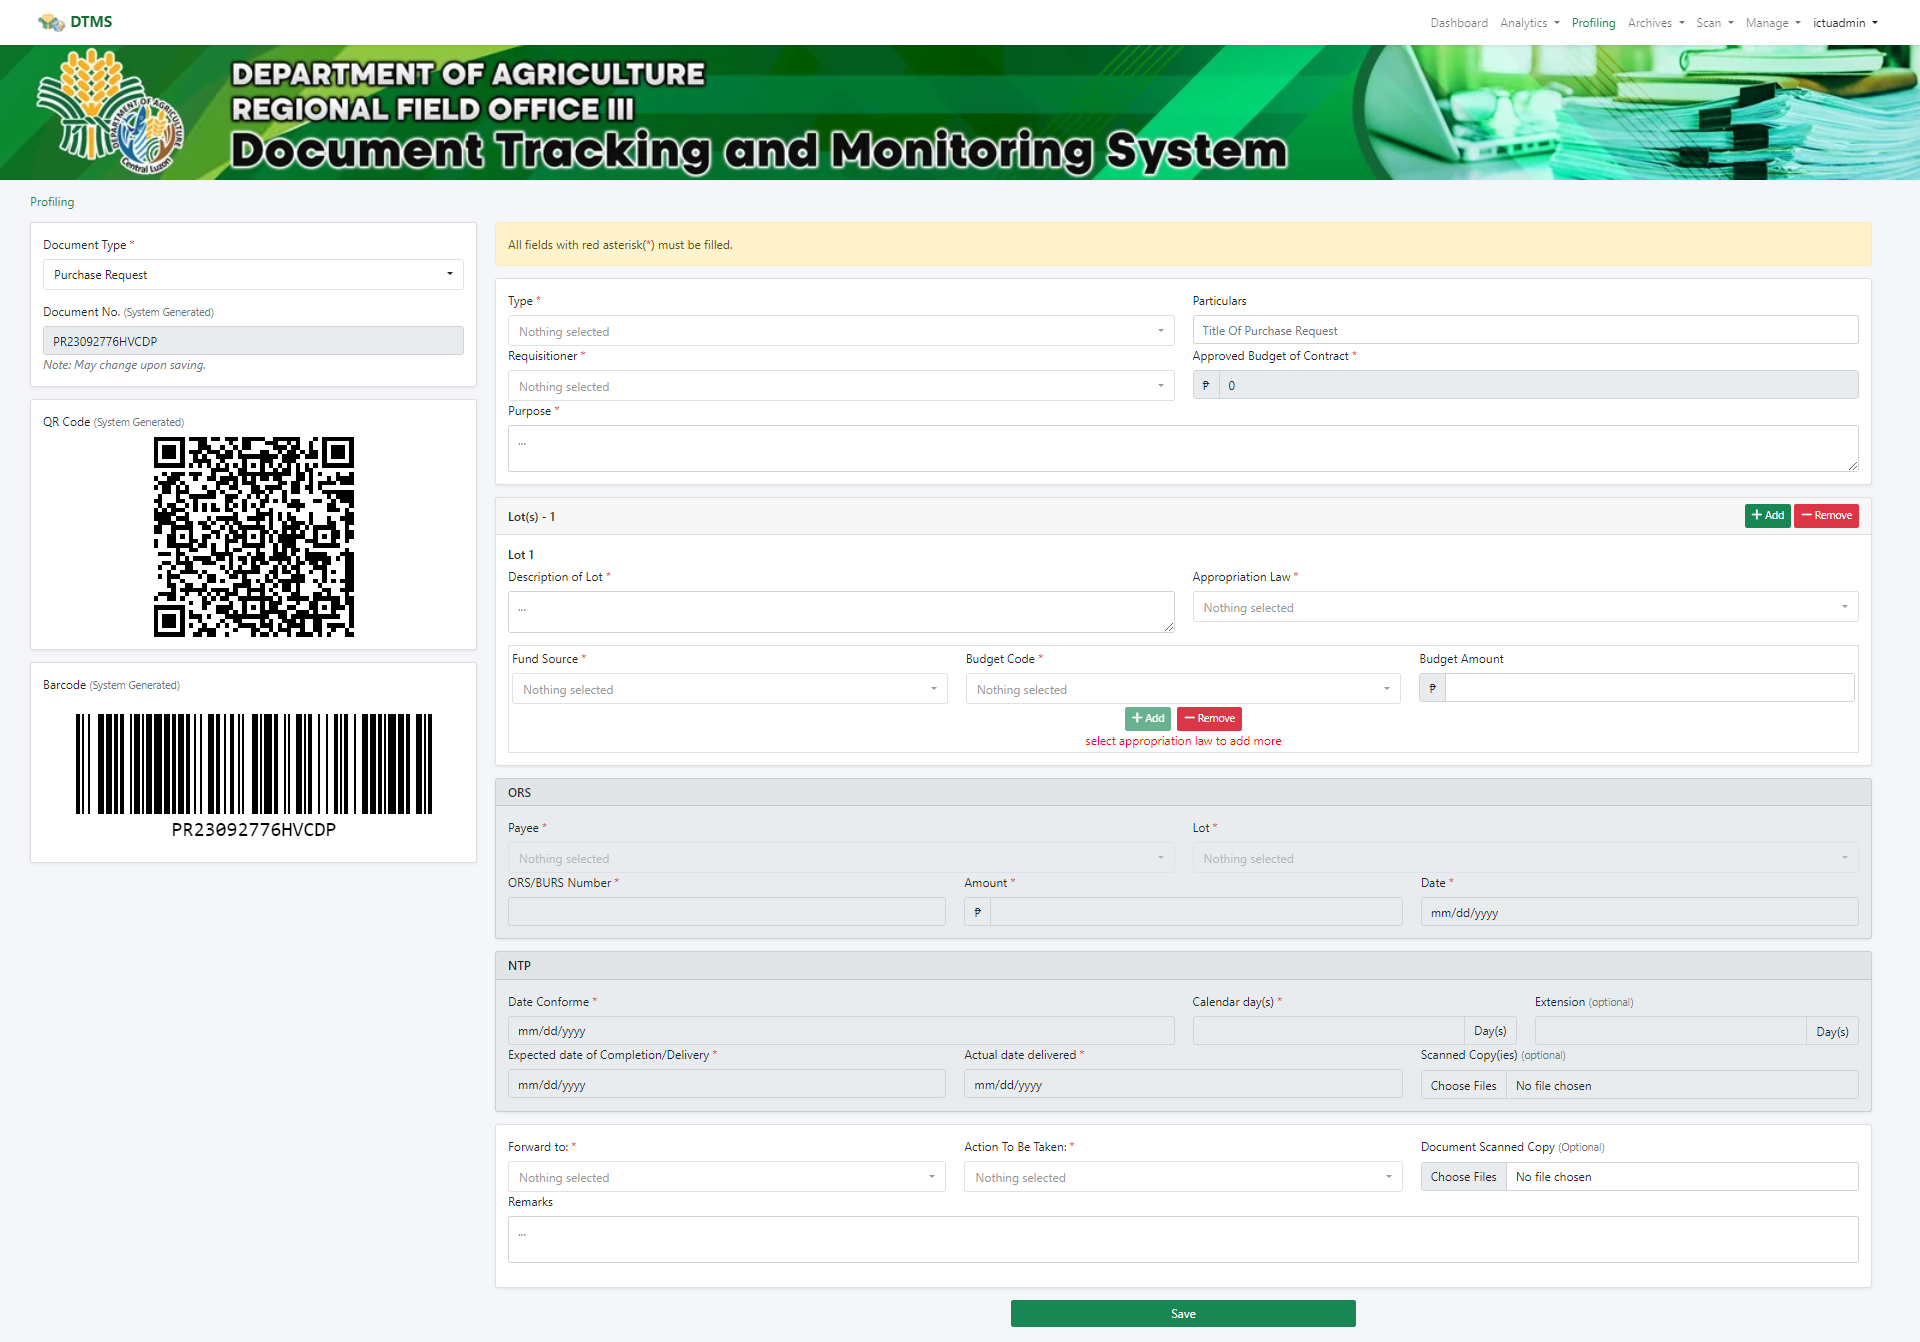 DTMS
Dashboard Analytics Profiling Archives Scan Manage ictuadmin
DEPARTMENT OF AGRICULTURE
REGIONAL FIELD OFFICE III
Document Tracking and Monitoring System
DEPARTMENT OF AGRICULTURE
Central Luzon
Profiling
Document Type *
Purchase Request
Document No. (System Generated)
PR23092776HVCDP
Note: May change upon saving.
QR Code (System Generated)
Barcode (System Generated)
PR23092776HVCDP
All fields with red asterisk(*) must be filled.
Type *
Nothing selected
Particulars
Title Of Purchase Request
Requisitioner *
Nothing selected
Approved Budget of Contract *
₱ 0
Purpose *
...
Lot(s) - 1
+ Add
− Remove
Lot 1
Description of Lot *
...
Appropriation Law *
Nothing selected
Fund Source *
Nothing selected
Budget Code *
Nothing selected
Budget Amount
₱
+ Add
− Remove
select appropriation law to add more
ORS
Payee *
Nothing selected
Lot *
Nothing selected
ORS/BURS Number *
Amount *
₱
Date *
mm/dd/yyyy
NTP
Date Conforme *
mm/dd/yyyy
Calendar day(s) *
Day(s)
Extension (optional)
Day(s)
Expected date of Completion/Delivery *
mm/dd/yyyy
Actual date delivered *
mm/dd/yyyy
Scanned Copy(ies) (optional)
Choose Files No file chosen
Forward to: *
Nothing selected
Action To Be Taken: *
Nothing selected
Document Scanned Copy (Optional)
Choose Files No file chosen
Remarks
...
Save